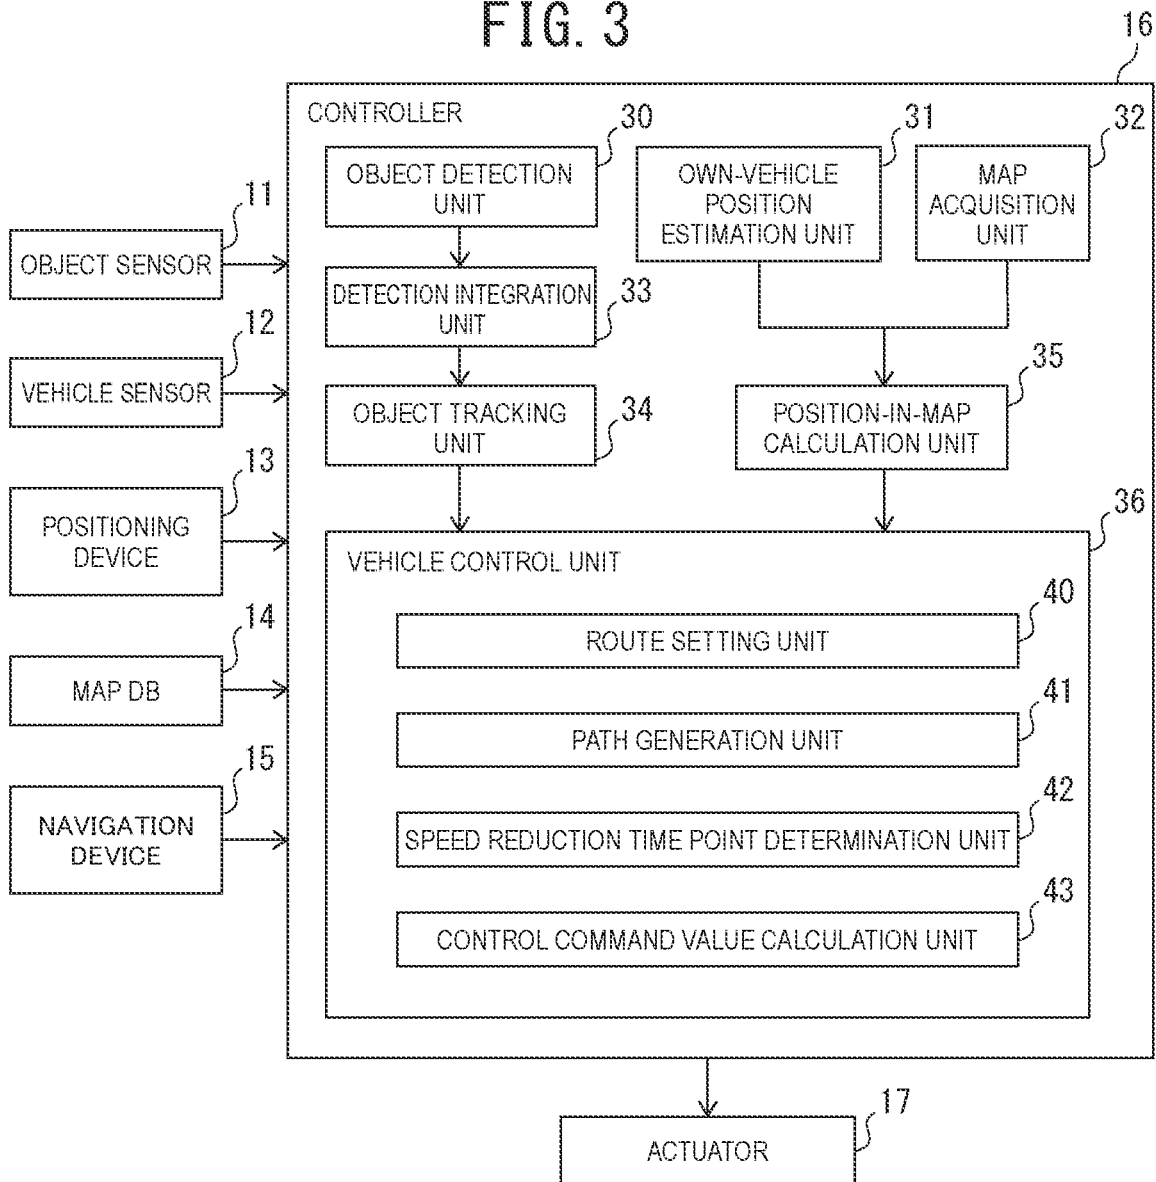 FIG. 3
16
CONTROLLER
30
OBJECT DETECTION
UNIT
31
OWN-VEHICLE
POSITION
ESTIMATION UNIT
32
MAP
ACQUISITION
UNIT
11
OBJECT SENSOR
DETECTION INTEGRATION
UNIT
33
12
VEHICLE SENSOR
OBJECT TRACKING
UNIT
34
35
POSITION-IN-MAP
CALCULATION UNIT
13
POSITIONING
DEVICE
36
VEHICLE CONTROL UNIT
40
ROUTE SETTING UNIT
14
MAP DB
41
PATH GENERATION UNIT
15
NAVIGATION
DEVICE
42
SPEED REDUCTION TIME POINT DETERMINATION UNIT
43
CONTROL COMMAND VALUE CALCULATION UNIT
17
ACTUATOR